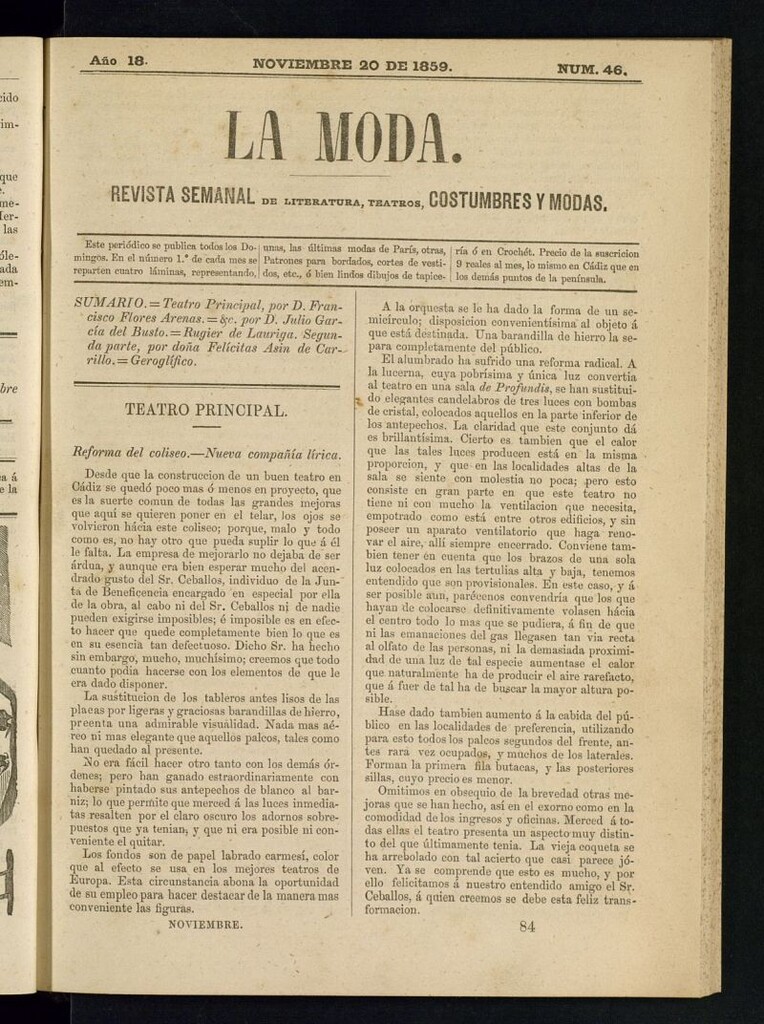 Año 18.
NOVIEMBRE 20 DE 1859.
NUM. 46.
LA MODA.
REVISTA SEMANAL DE LITERATURA, TEATROS, COSTUMBRES Y MODAS.
Este periódico se publica todos los Do-
mingos. En el número 1.º de cada mes se
reparten cuatro láminas, representando,
unas, las últimas modas de París, otras,
Patrones para bordados, cortes de vesti-
dos, etc., ó bien lindos dibujos de tapice-
ría ó en Crochét. Precio de la suscricion
9 reales al mes, lo mismo en Cádiz que en
los demás puntos de la península.
SUMARIO.=Teatro Principal, por D. Fran-
cisco Flores Arenas.=&c. por D. Julio Gar-
cía del Busto.=Rugier de Lauriga. Segun-
da parte, por doña Felícitas Asin de Car-
rillo.=Geroglífico.
TEATRO PRINCIPAL.
Reforma del coliseo.—Nueva compañía lírica.
Desde que la construccion de un buen teatro en
Cádiz se quedó poco mas ó menos en proyecto, que
es la suerte comun de todas las grandes mejoras
que aquí se quieren poner en el telar, los ojos se
volvieron hácia este coliseo; porque, malo y todo
como es, no hay otro que pueda suplir lo que á él
le falta. La empresa de mejorarlo no dejaba de ser
árdua, y aunque era bien esperar mucho del acen-
drado gusto del Sr. Ceballos, individuo de la Jun-
ta de Beneficencia encargado en especial por ella
de la obra, al cabo ni del Sr. Ceballos ni de nadie
pueden exigirse imposibles; é imposible es en efec-
to hacer que quede completamente bien lo que es
en su esencia tan defectuoso. Dicho Sr. ha hecho
sin embargo, mucho, muchísimo; creemos que todo
cuanto podia hacerse con los elementos de que le
era dado disponer.
La sustitucion de los tableros antes lisos de las
plaeas por ligeras y graciosas barandillas de hierro,
preenta una admirable visualidad. Nada mas aé-
reo ni mas elegante que aquellos palcos, tales como
han quedado al presente.
No era fácil hacer otro tanto con los demás ór-
denes; pero han ganado estraordinariamente con
haberse pintado sus antepechos de blanco al bar-
niz; lo que permite que merced á las luces inmedia-
tas resalten por el claro oscuro los adornos sobre-
puestos que ya tenian, y que ni era posible ni con-
veniente el quitar.
Los fondos son de papel labrado carmesí, color
que al efecto se usa en los mejores teatros de
Europa. Esta circunstancia abona la oportunidad
de su empleo para hacer destacar de la manera mas
conveniente las figuras.
NOVIEMBRE.
A la orquesta se le ha dado la forma de un se-
micírculo; disposicion convenientísima al objeto á
que está destinada. Una barandilla de hierro la se-
para completamente del público.
El alumbrado ha sufrido una reforma radical. A
la lucerna, cuya pobrísima y única luz convertia
al teatro en una sala de Profundis, se han sustitui-
do elegantes candelabros de tres luces con bombas
de cristal, colocados aquellos en la parte inferior de
los antepechos. La claridad que este conjunto dá
es brillantísima. Cierto es tambien que el calor
que las tales luces producen está en la misma
proporcion, y que en las localidades altas de la
sala se siente con molestia no poca; pero esto
consiste en gran parte en que este teatro no
tiene ni con mucho la ventilacion que necesita,
empotrado como está entre otros edificios, y sin
poseer un aparato ventilatorio que haga reno-
var el aire, allí siempre encerrado. Conviene tam-
bien tener en cuenta que los brazos de una sola
luz colocados en las tertulias alta y baja, tenemos
entendido que son provisionales. En este caso, y á
ser posible aun, parécenos convendría que los que
hayan de colocarse definitivamente volasen hácia
el centro todo lo mas que se pudiera, á fin de que
ni las emanaciones del gas llegasen tan via recta
al olfato de las personas, ni la demasiada proximi-
dad de una luz de tal especie aumentase el calor
que naturalmente ha de producir el aire rarefacto,
que á fuer de tal ha de buscar la mayor altura po-
sible.
Hase dado tambien aumento á la cabida del pú-
blico en las localidades de preferencia, utilizando
para esto todos los palcos segundos del frente, an-
tes rara vez ocupados, y muchos de los laterales.
Forman la primera fila butacas, y las posteriores
sillas, cuyo precio es menor.
Omitimos en obsequio de la brevedad otras me-
joras que se han hecho, así en el exorno como en la
comodidad de los ingresos y oficinas. Merced á to-
das ellas el teatro presenta un aspecto muy distin-
to del que últimamente tenia. La vieja coqueta se
ha arrebolado con tal acierto que casi parece jó-
ven. Ya se comprende que esto es mucho, y por
ello felicitamos á nuestro entendido amigo el Sr.
Ceballos, á quien creemos se debe esta feliz trans-
formacion.
84